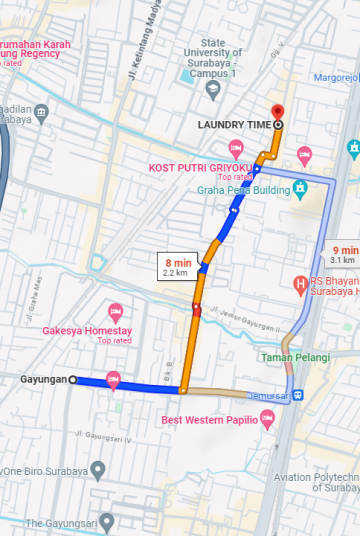 State
University of
Surabaya -
Campus 1
Jl. Ketintang Madya
Gg. V
rumahan Karah
ung Regency
rated
Margorejo
gadilan
abaya
LAUNDRY TIME
KOST PUTRI GRIYOKU
Top rated
Graha Pena Building
8 min
2.2 km
9 min
3.1 km
RS Bhayan
Surabaya H
Jl. Graha Mas
Jl. Jemur Gayungan II
Gakesya Homestay
Top rated
Taman Pelangi
Gayungan
Jemursari
Best Western Papilio
Jl. Gayungsari IV
yOne Biro Surabaya
Aviation Polytechn
of Surabay
The Gayungsari